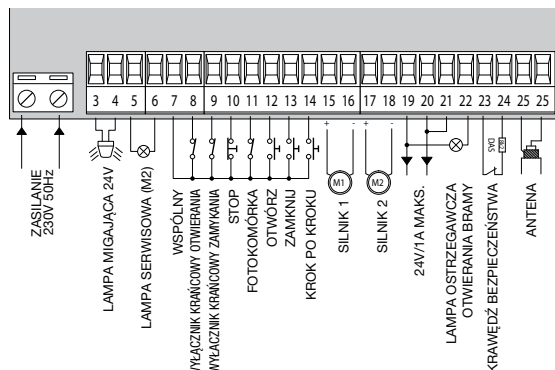 3 4 5 6 7 8 9 10 11 12 13 14 15 16 17 18 19 20 21 22 23 24 25 25
+ - + -
M1 M2
DAS
8K2
ZASILANIE
230V 50Hz
LAMPA MIGAJĄCA 24V
LAMPA SERWISOWA (M2)
WSPÓLNY
WYŁĄCZNIK KRAŃCOWY OTWIERANIA
WYŁĄCZNIK KRAŃCOWY ZAMYKANIA
STOP
FOTOKOMÓRKA
OTWÓRZ
ZAMKNIJ
KROK PO KROKU
SILNIK 1
SILNIK 2
24V/1A MAKS.
LAMPA OSTRZEGAWCZA
OTWIERANIA BRAMY
KRAWĘDŹ BEZPIECZEŃSTWA
ANTENA